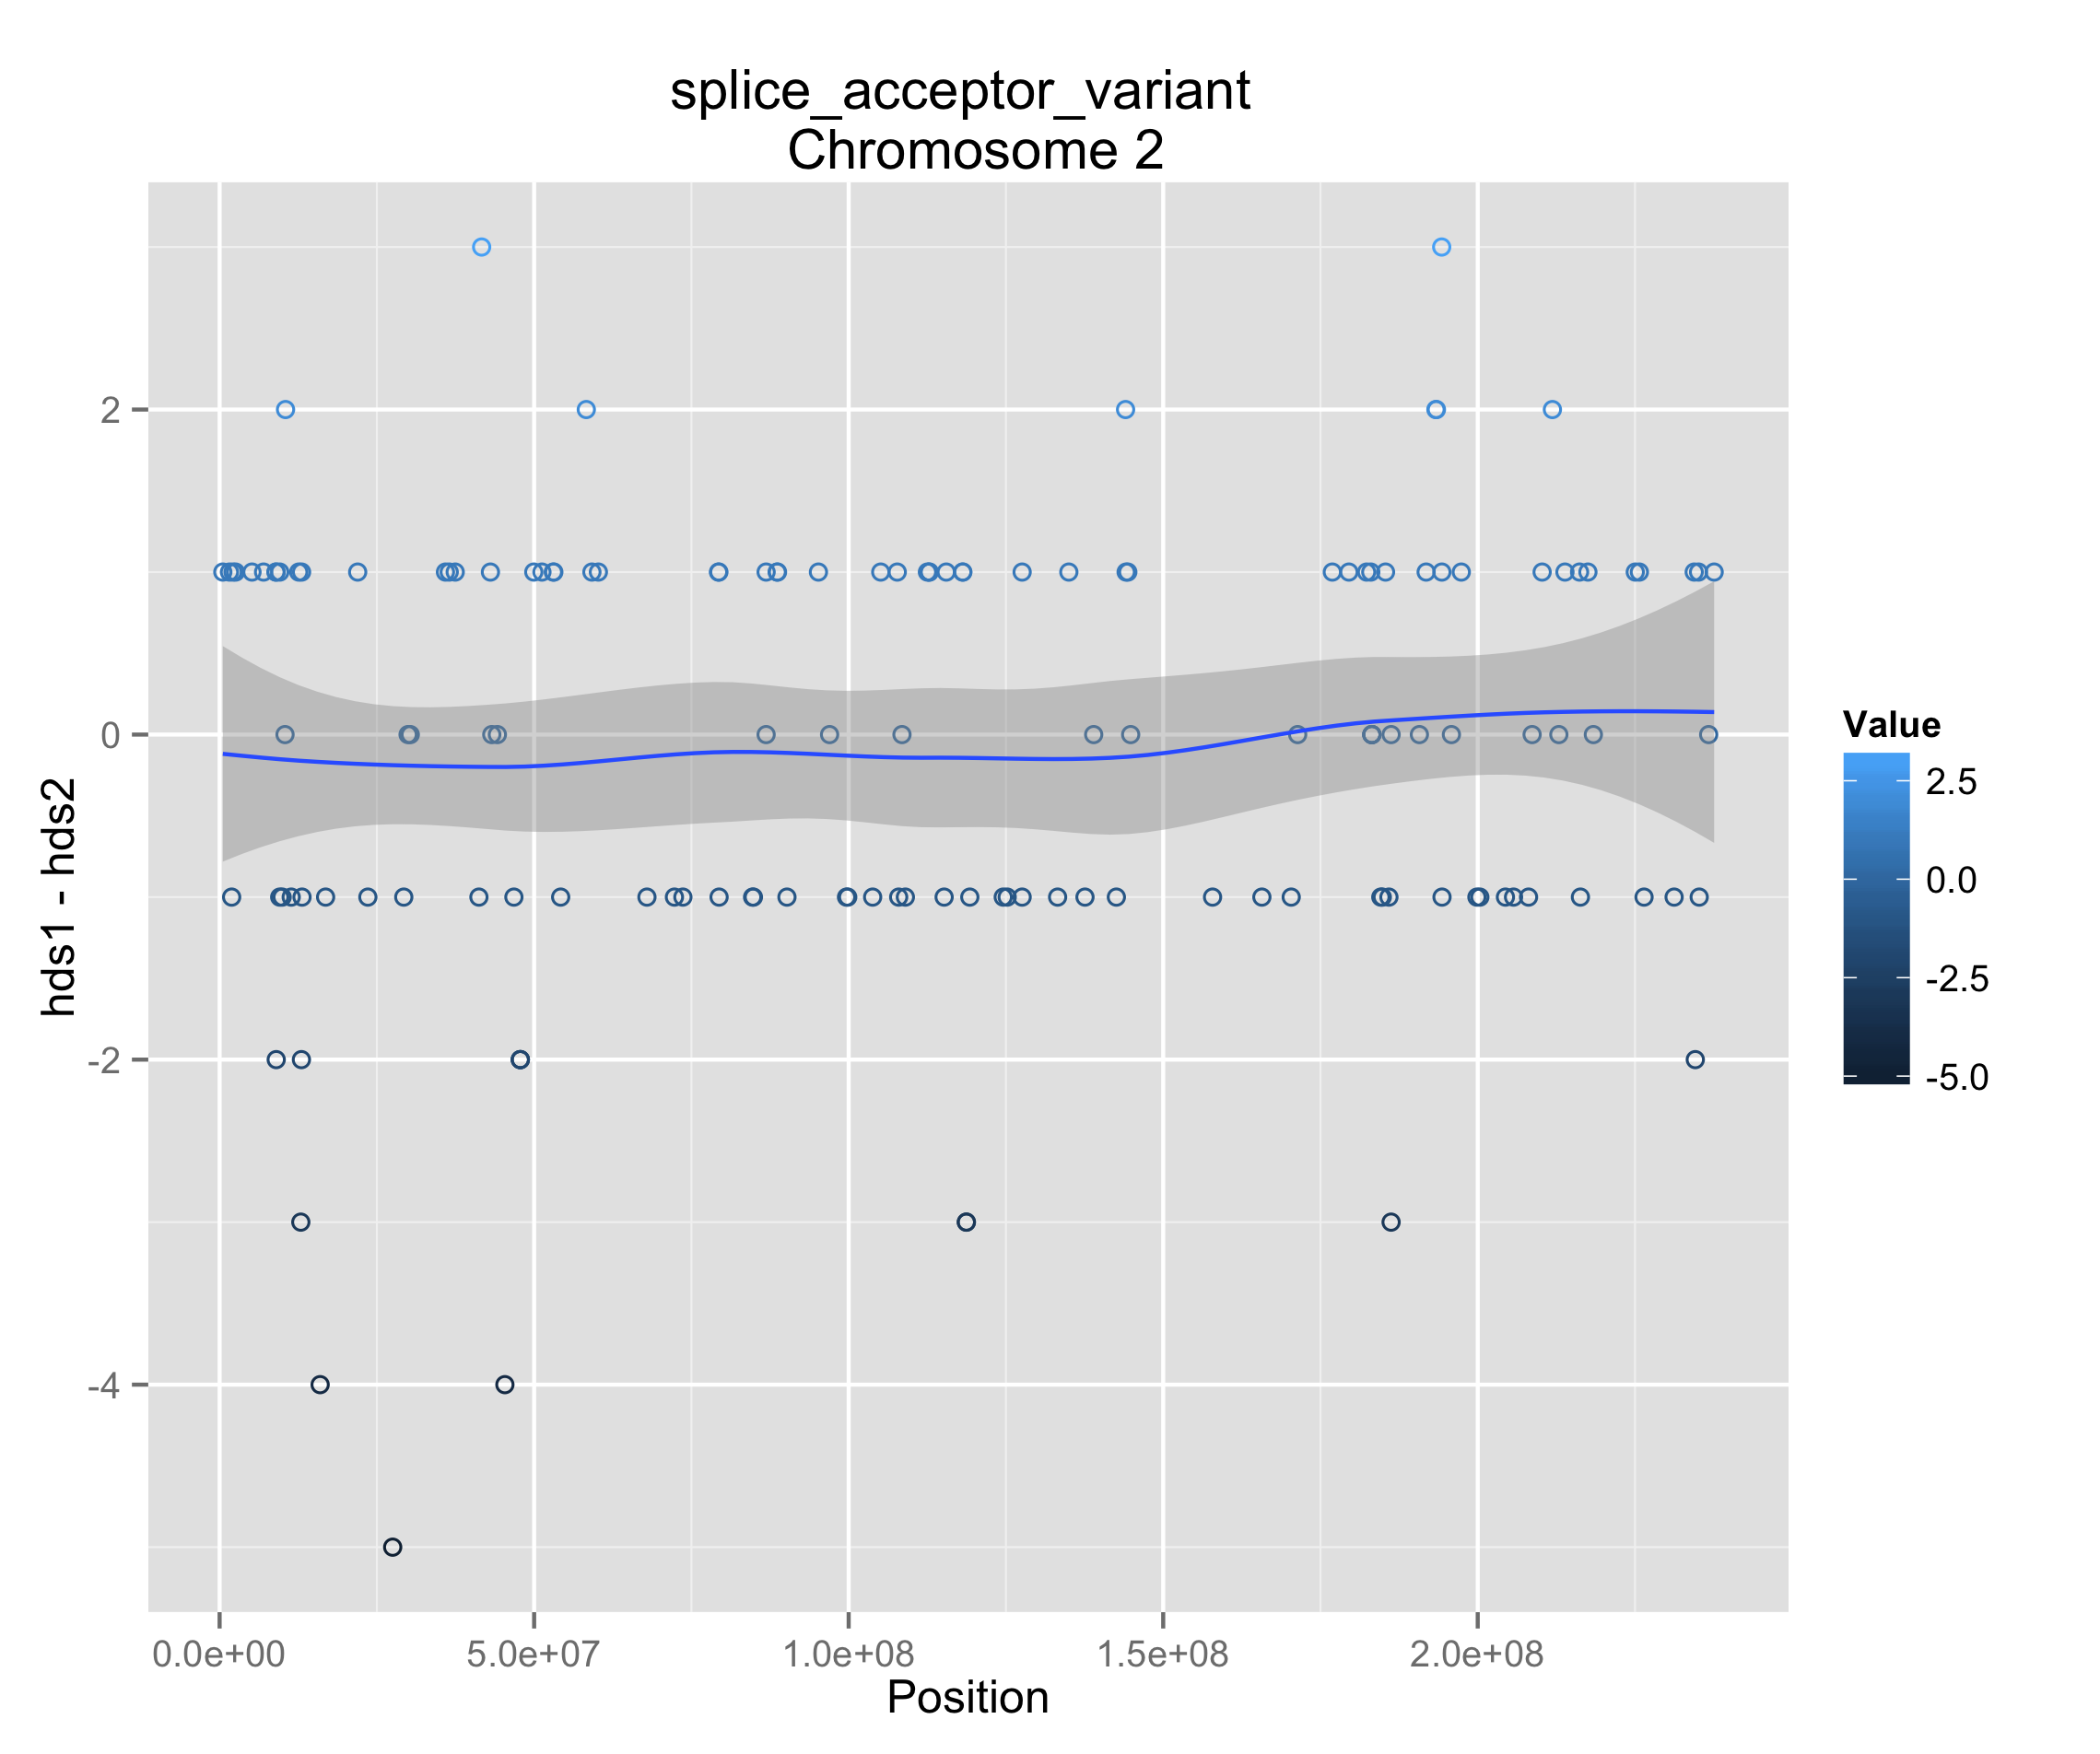 splice_acceptor_variant
Chromosome 2
hds1 - hds2
2
0
-2
-4
0.0e+00 5.0e+07 1.0e+08 1.5e+08 2.0e+08
Position
Value
2.5
0.0
-2.5
-5.0